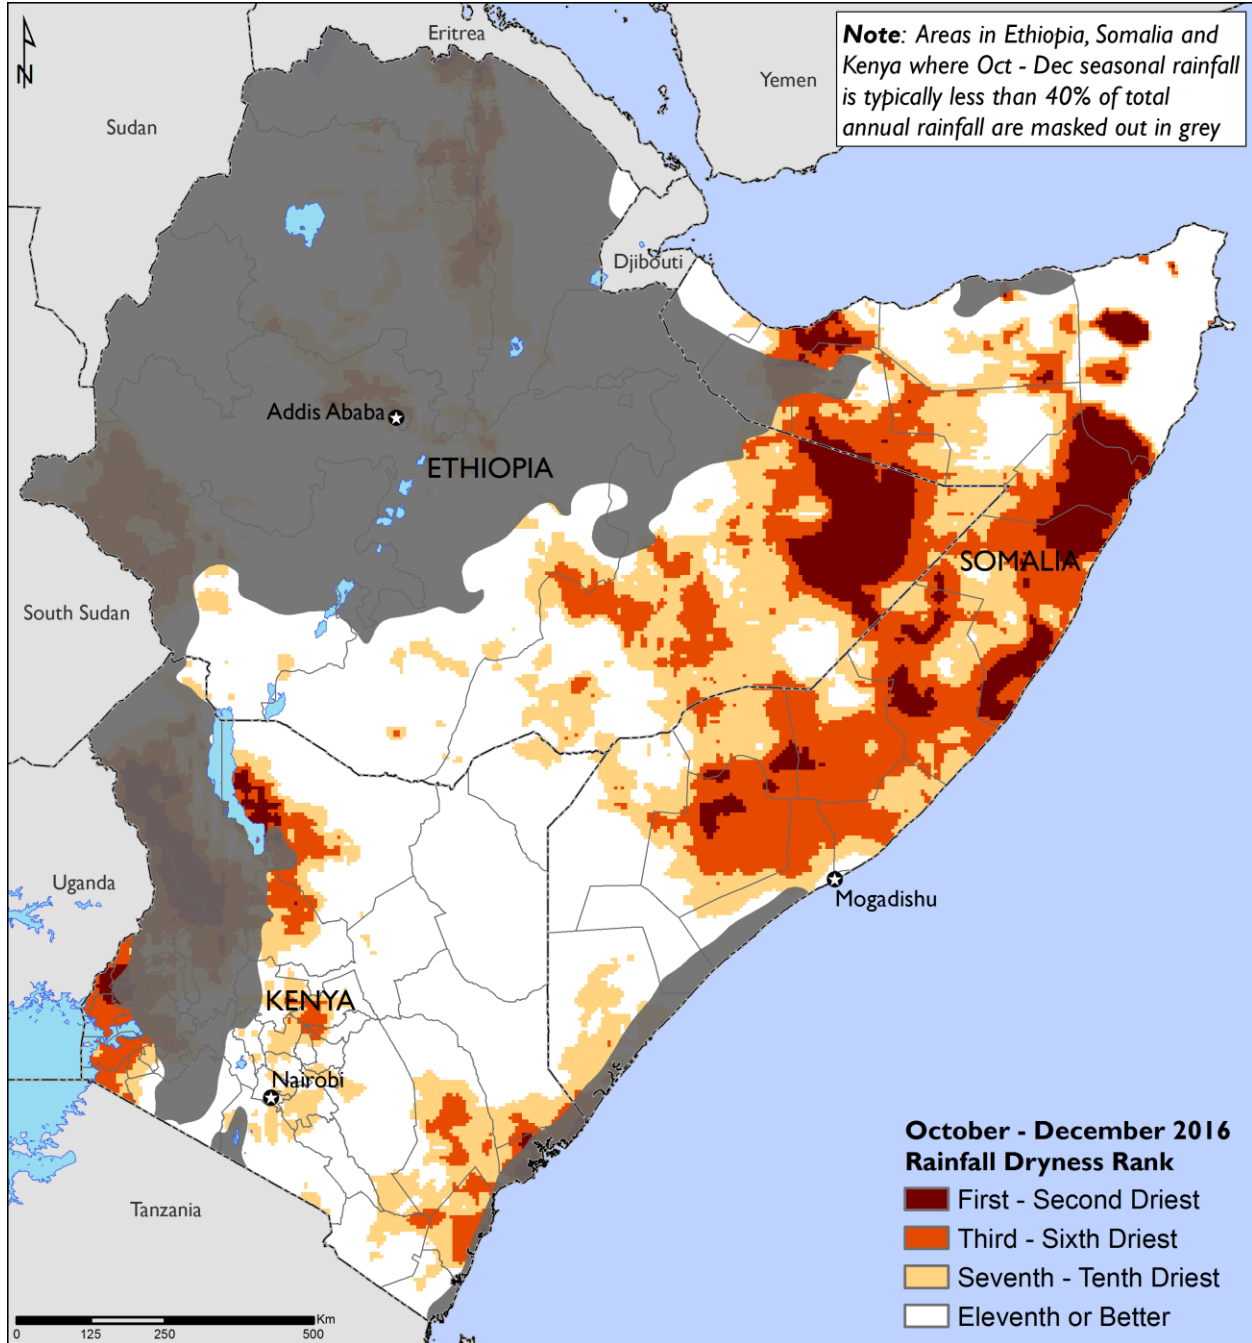 Eritrea
Note: Areas in Ethiopia, Somalia and
Kenya where Oct - Dec seasonal rainfall
is typically less than 40% of total
annual rainfall are masked out in grey
N
Yemen
Sudan
Djibouti
Addis Ababa
ETHIOPIA
SOMALIA
South Sudan
Uganda
Mogadishu
KENYA
Nairobi
Tanzania
October - December 2016
Rainfall Dryness Rank
First - Second Driest
Third - Sixth Driest
Seventh - Tenth Driest
Eleventh or Better
Km
0 125 250 500